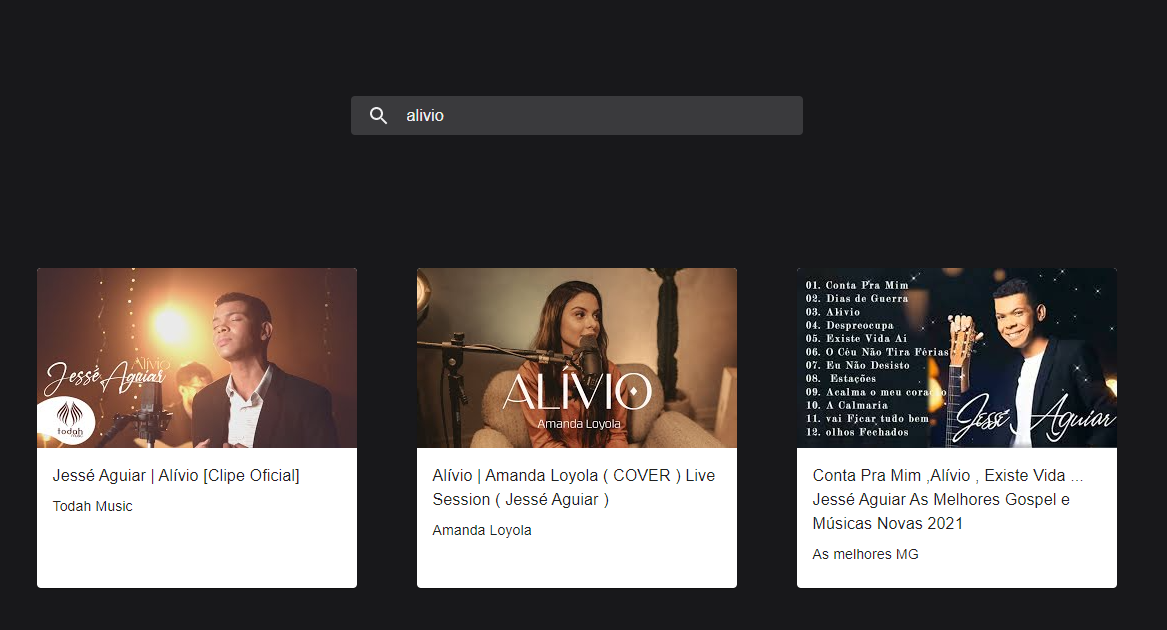 alivio
Alívio
Jessé Aguiar
todah
music
ALÍVIO
Amanda Loyola
01. Conta Pra Mim
02. Dias de Guerra
03. Alivio
04. Despreocupa
05. Existe Vida Ai
06. O Céu Não Tira Férias
07. Eu Não Desisto
08. Estações
09. Acalma o meu coração
10. A Calmaria
11. vai Ficar tudo bem
12. olhos Fechados
Jessé Aguiar
Jessé Aguiar | Alívio [Clipe Oficial]
Todah Music
Alívio | Amanda Loyola ( COVER ) Live
Session ( Jessé Aguiar )
Amanda Loyola
Conta Pra Mim ,Alívio , Existe Vida ...
Jessé Aguiar As Melhores Gospel e
Músicas Novas 2021
As melhores MG